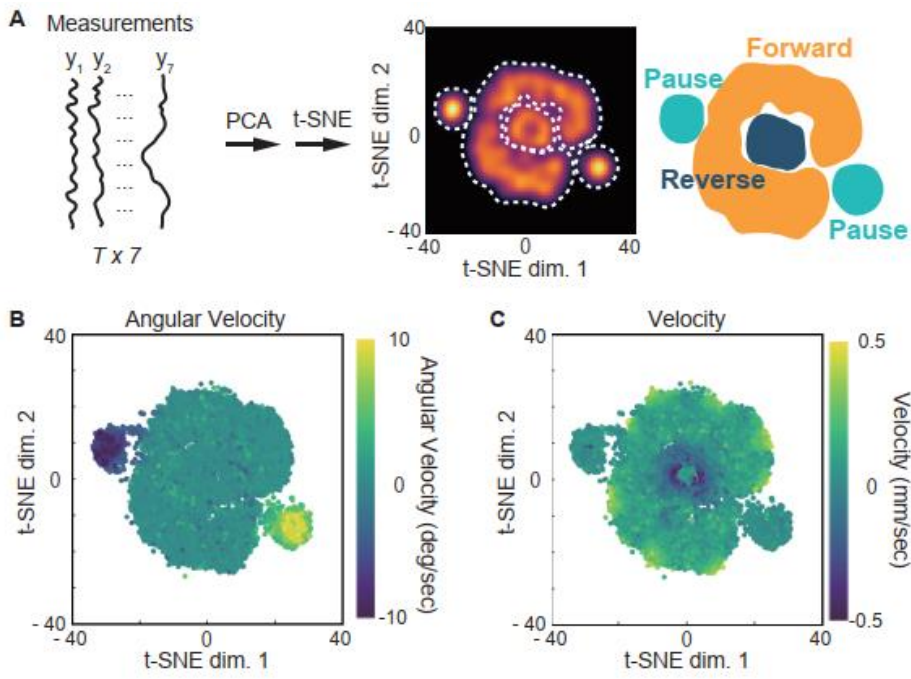 A
Measurements
y1 y2 ... y7
T x 7
PCA
t-SNE
t-SNE dim. 2
40
0
- 40
- 40
0
40
t-SNE dim. 1
Forward
Pause
Reverse
Pause
B
Angular Velocity
t-SNE dim. 2
40
0
- 40
- 40
0
40
t-SNE dim. 1
10
0
-10
Angular Velocity (deg/sec)
C
Velocity
t-SNE dim. 2
40
0
- 40
- 40
0
40
t-SNE dim. 1
0.5
0
-0.5
Velocity (mm/sec)